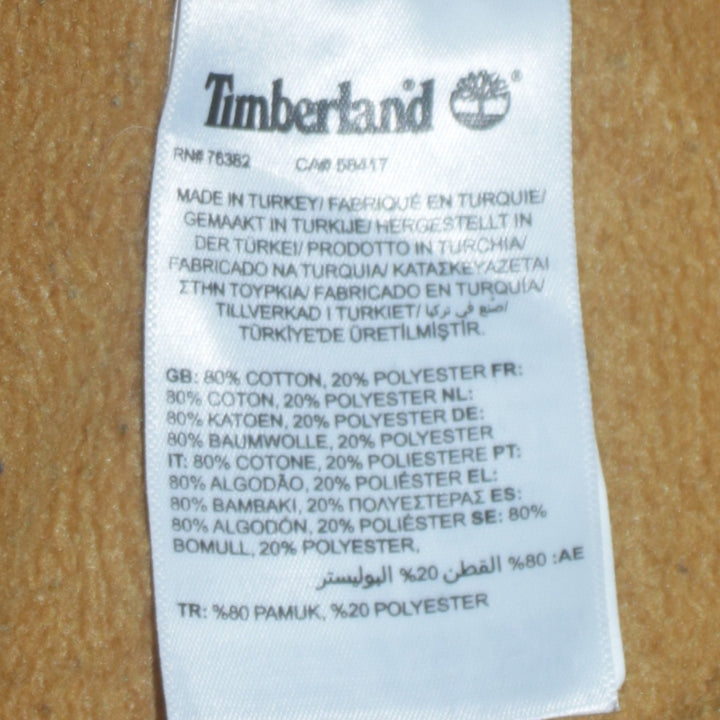 Timberland ®
RN# 76382 CA# 58417
MADE IN TURKEY/ FABRIQUÉ EN TURQUIE/
GEMAAKT IN TURKIJE/ HERGESTELLT IN
DER TÜRKEI/ PRODOTTO IN TURCHIA/
FABRICADO NA TURQUIA/ ΚΑΤΑΣΚΕΥΑΖΕΤΑΙ
ΣΤΗΝ ΤΟΥΡΚΙΑ/ FABRICADO EN TURQUÍA/
TILLVERKAD I TURKIET/ صنع في تركيا/
TÜRKİYE'DE ÜRETİLMİŞTİR.
GB: 80% COTTON, 20% POLYESTER FR:
80% COTON, 20% POLYESTER NL:
80% KATOEN, 20% POLYESTER DE:
80% BAUMWOLLE, 20% POLYESTER
IT: 80% COTONE, 20% POLIESTERE PT:
80% ALGODÃO, 20% POLIÉSTER EL:
80% ΒΑΜΒΑΚΙ, 20% ΠΟΛΥΕΣΤΕΡΑΣ ES:
80% ALGODÓN, 20% POLIÉSTER SE: 80%
BOMULL, 20% POLYESTER,
AE: 80% القطن 20% البوليستر
TR: %80 PAMUK, %20 POLYESTER